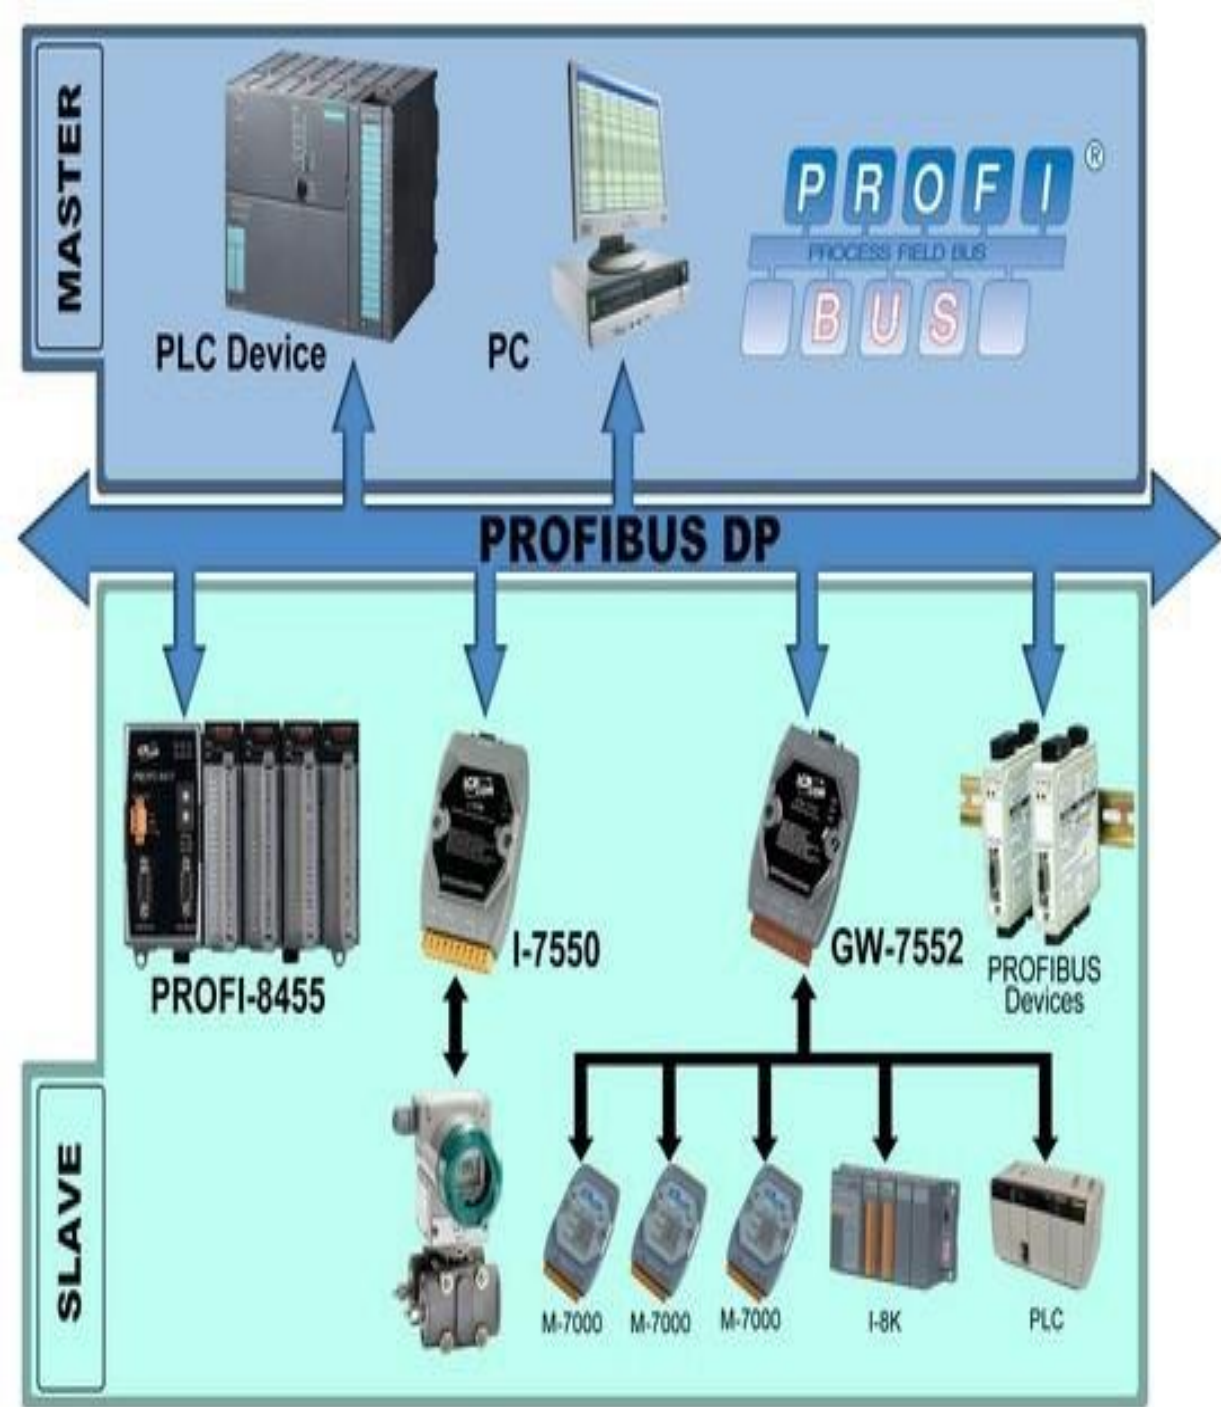 MASTER
PLC Device
PC
PROFI®
PROCESS FIELD BUS
BUS
PROFIBUS DP
PROFI-8455
I-7550
GW-7552
PROFIBUS
Devices
SLAVE
M-7000
M-7000
M-7000
I-8K
PLC